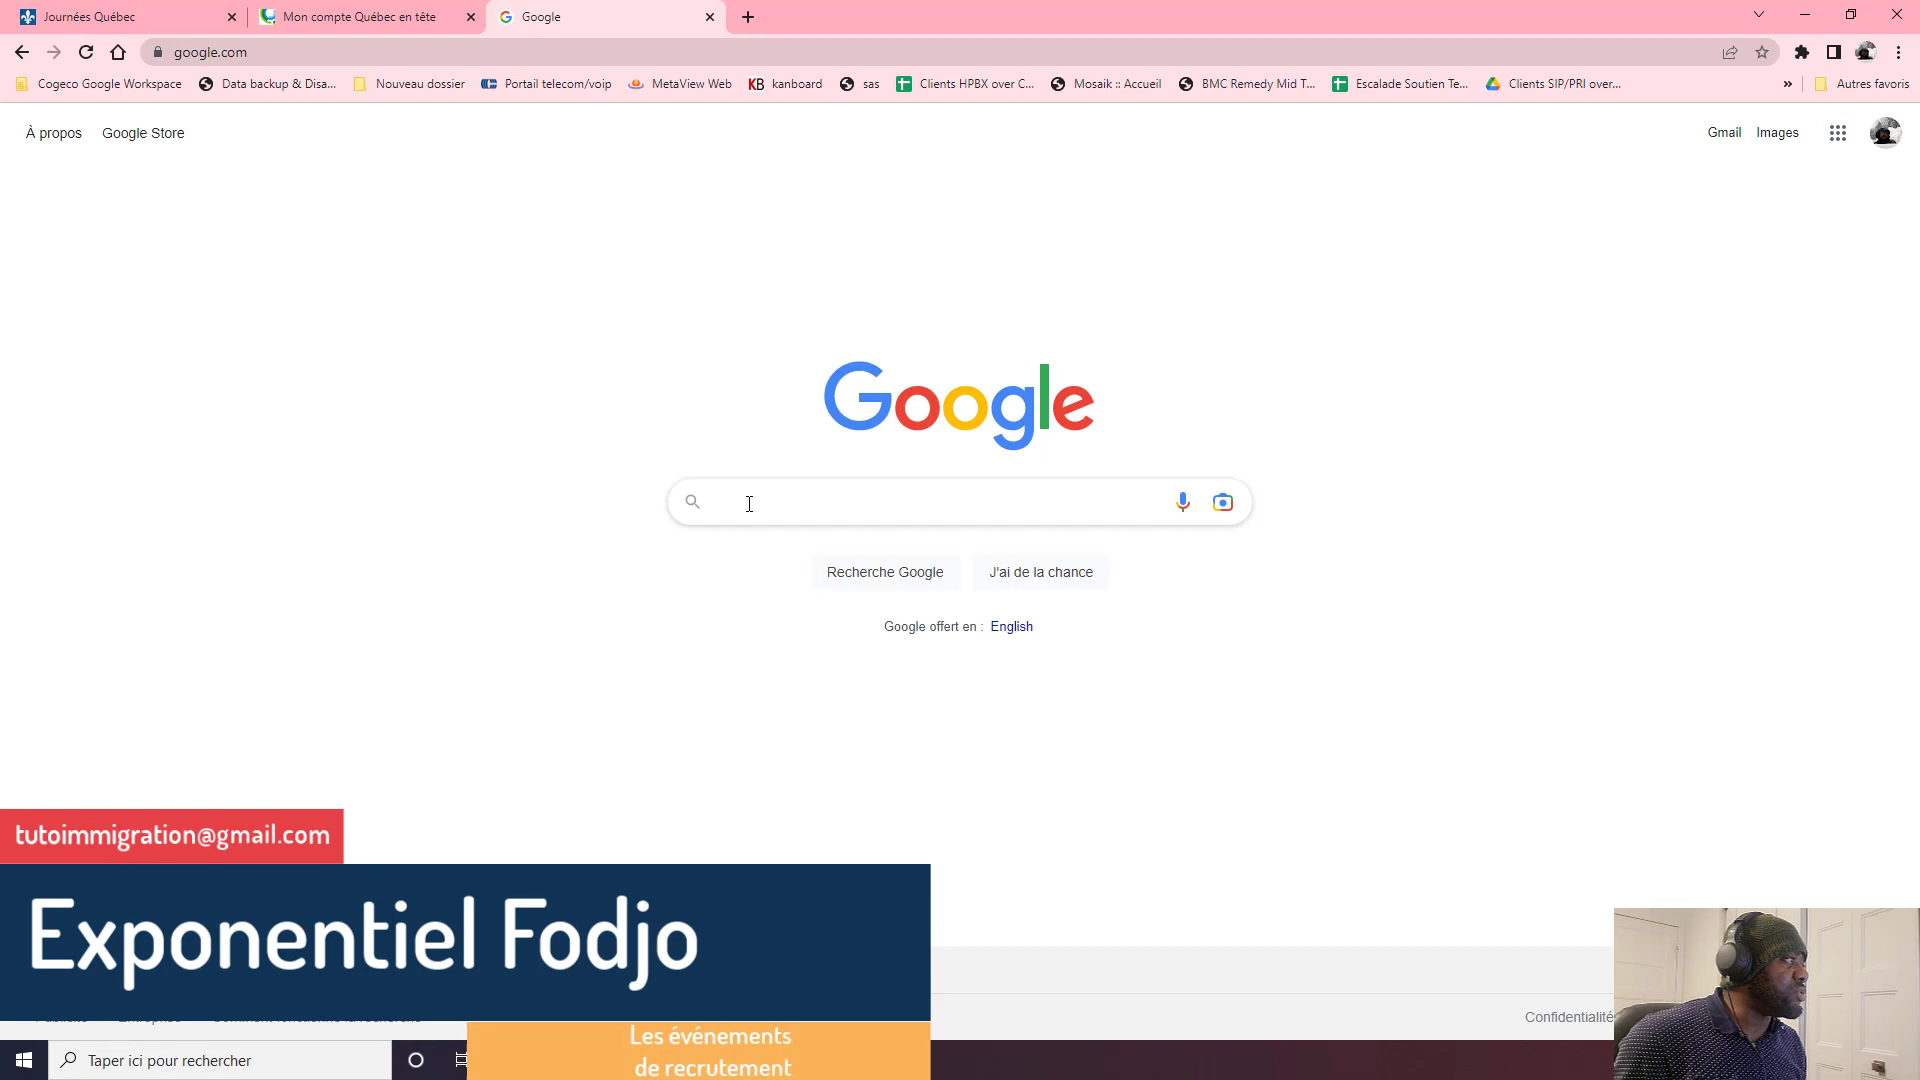 Journées Québec
Mon compte Québec en tête
Google
google.com
Cogeco Google Workspace
Data backup & Disa...
Nouveau dossier
Portail telecom/voip
MetaView Web
KB kanboard
sas
Clients HPBX over C...
Mosaik :: Accueil
BMC Remedy Mid T...
Escalade Soutien Te...
Clients SIP/PRI over...
»
Autres favoris
À propos
Google Store
Gmail
Images
Google
Recherche Google
J'ai de la chance
Google offert en : English
tutoimmigration@gmail.com
Exponentiel Fodjo
Confidentialité
Les événements
de recrutement
Taper ici pour rechercher